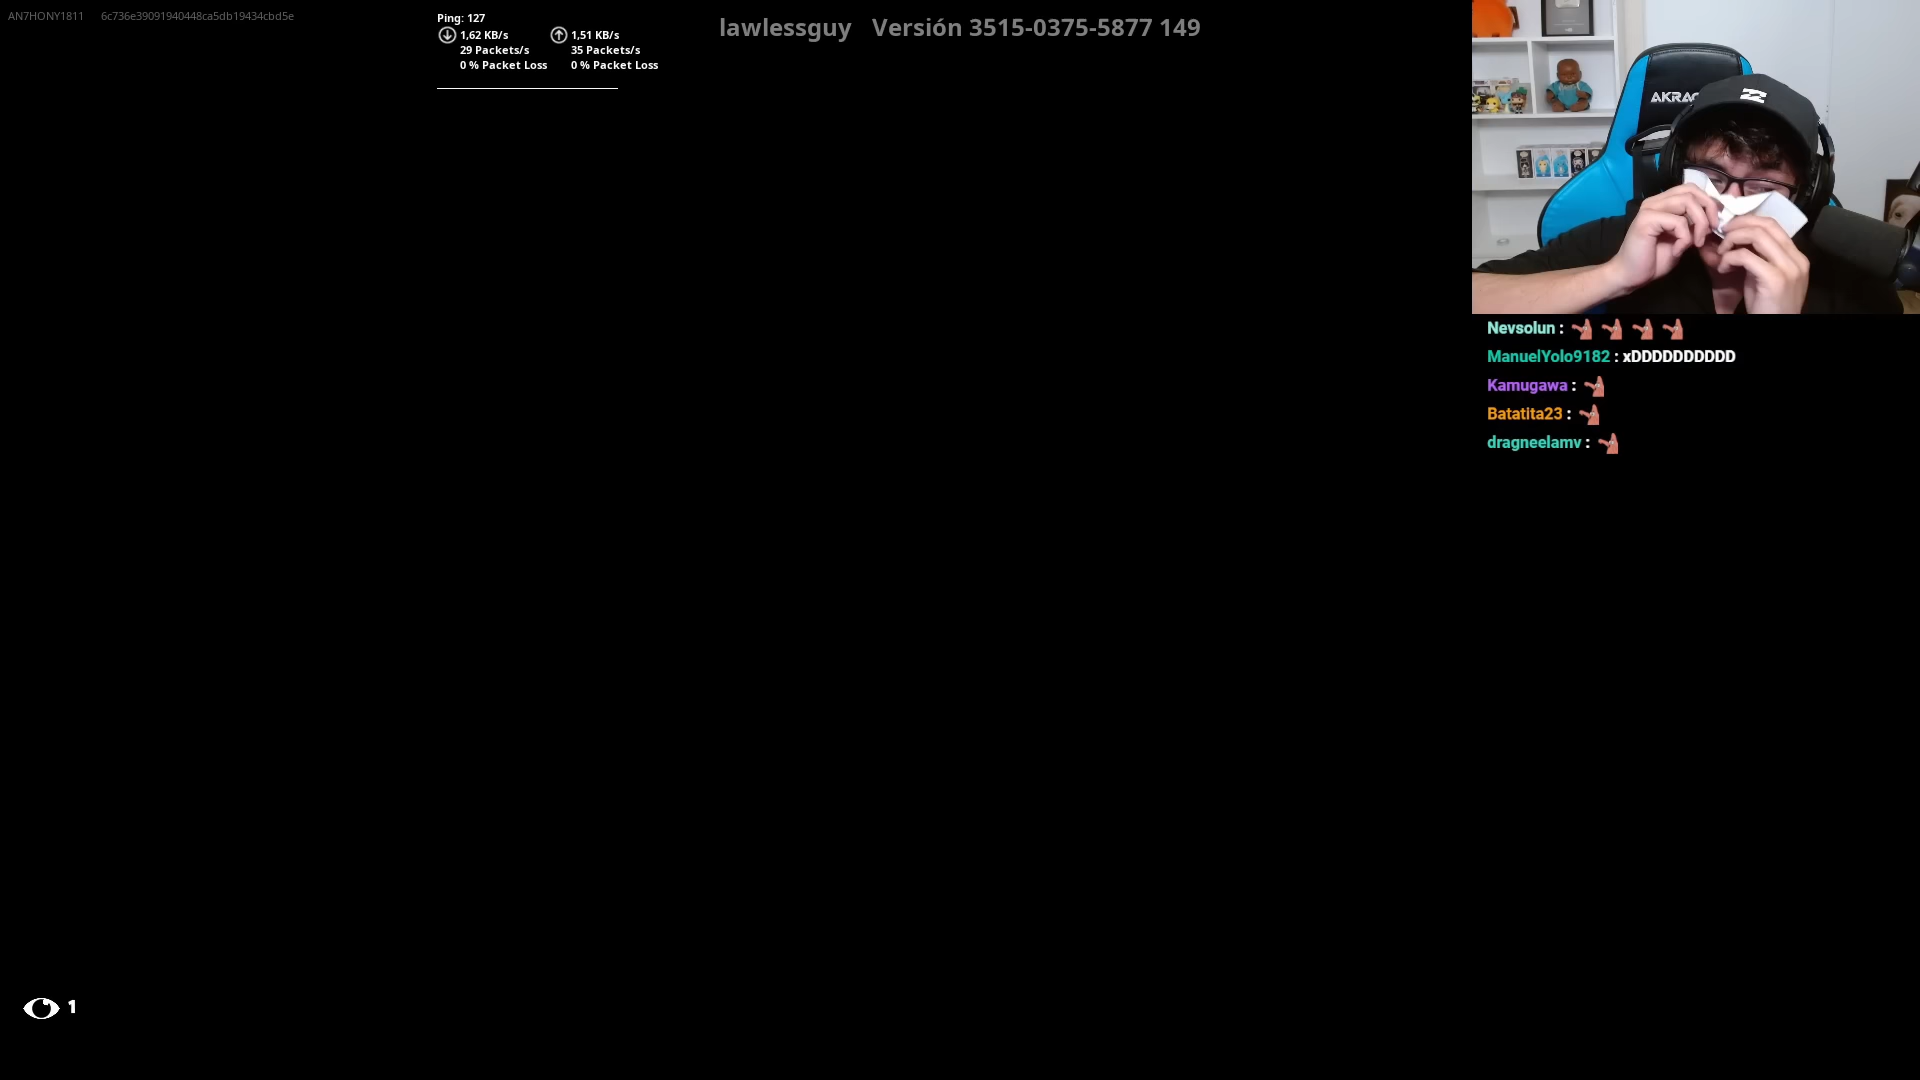 AN7HONY1811 6c736e39091940448ca5db19434cbd5e
Ping: 127
1,62 KB/s 1,51 KB/s
29 Packets/s 35 Packets/s
0 % Packet Loss 0 % Packet Loss
lawlessguy Versión 3515-0375-5877 149
AKRAC
Nevsolun :
ManuelYolo9182 : xDDDDDDDDDD
Kamugawa :
Batatita23 :
dragneelamv :
1